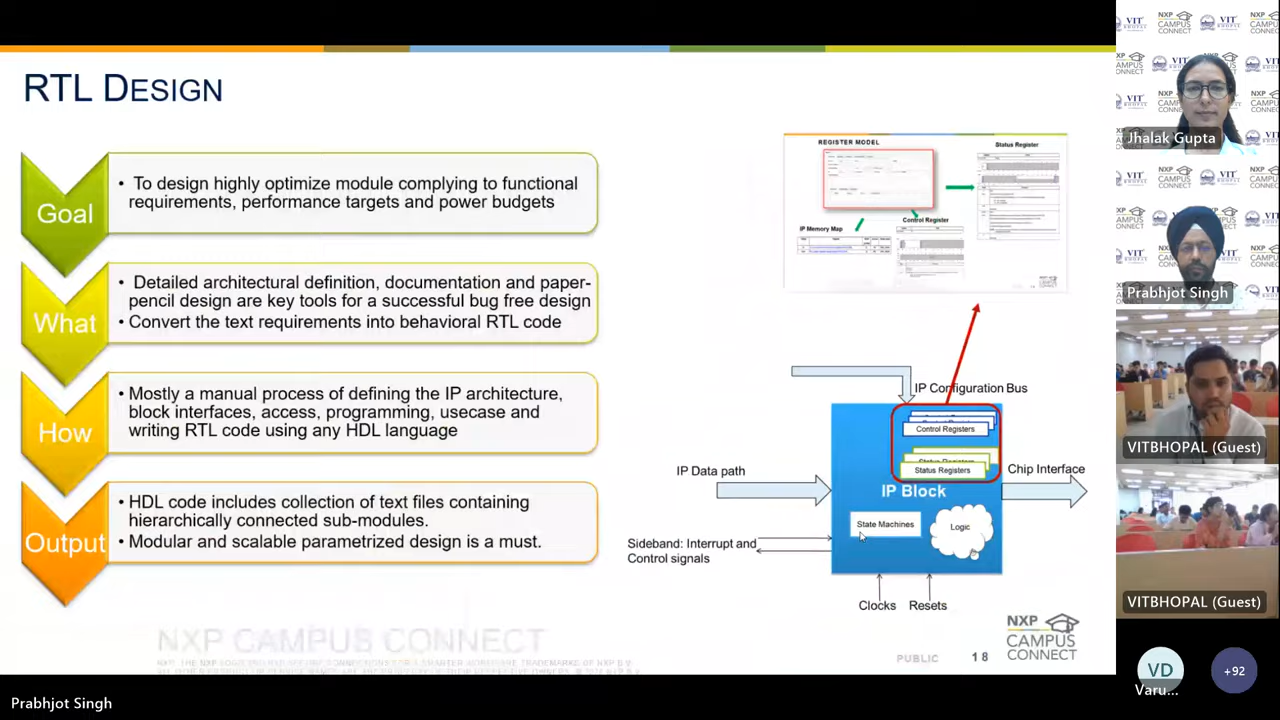 RTL DESIGN
Goal
• To design highly optimize module complying to functional
requirements, performance targets and power budgets
What
• Detailed architectural definition, documentation and paper-
pencil design are key tools for a successful bug free design
• Convert the text requirements into behavioral RTL code
How
• Mostly a manual process of defining the IP architecture,
block interfaces, access, programming, usecase and
writing RTL code using any HDL language
Output
• HDL code includes collection of text files containing
hierarchically connected sub-modules.
• Modular and scalable parametrized design is a must.
REGISTER MODEL
Status Register
Control Register
IP Memory Map
IP Configuration Bus
Control Registers
Status Registers
Status Registers
IP Data path
Chip Interface
IP Block
State Machines
Logic
Sideband: Interrupt and
Control signals
Clocks
Resets
NXP CAMPUS CONNECT
PUBLIC
18
NXP
CAMPUS
CONNECT
Jhalak Gupta
Prabhjot Singh
VITBHOPAL (Guest)
VITBHOPAL (Guest)
VD
Varu...
+92
Prabhjot Singh